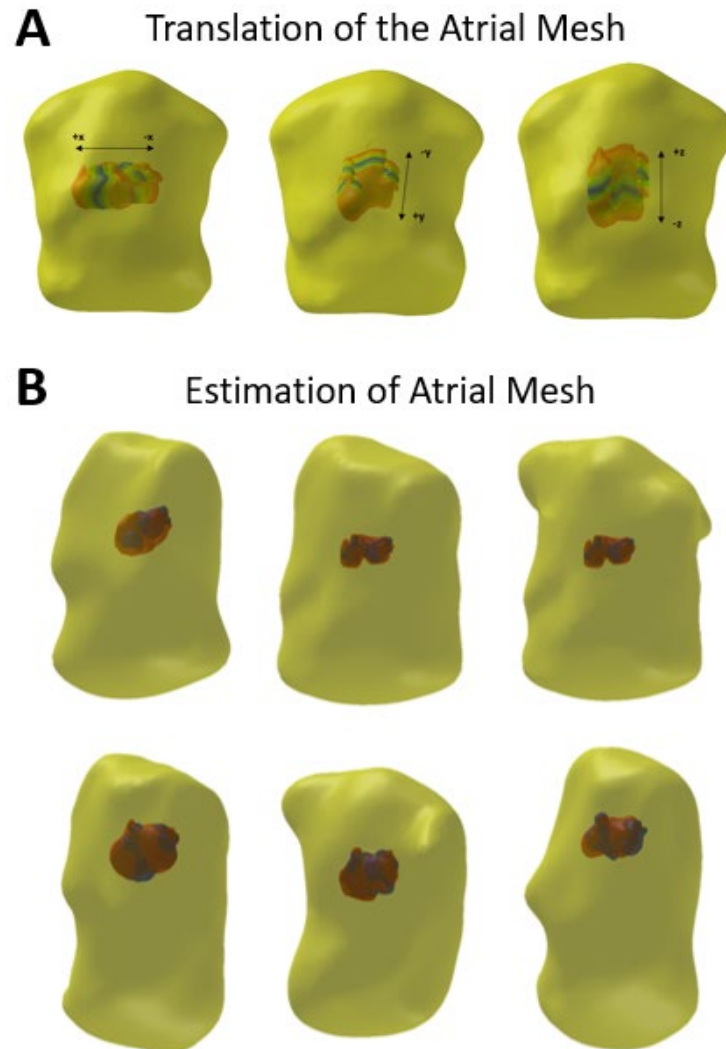 A
Translation of the Atrial Mesh
+x -x
-y
+y
+z
-z
B
Estimation of Atrial Mesh